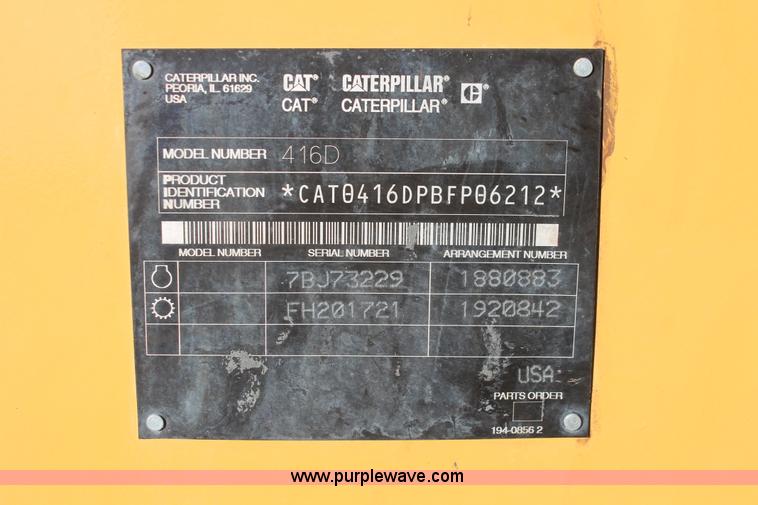 CATERPILLAR INC.
PEORIA, IL 61629
USA
CAT® CATERPILLAR® C
CAT® CATERPILLAR®
MODEL NUMBER 416D
PRODUCT
IDENTIFICATION
NUMBER
*CAT0416DPBFP06212*
MODEL NUMBER SERIAL NUMBER ARRANGEMENT NUMBER
7BJ73229 1880883
FH201721 1920842
USA
PARTS ORDER
194-0856 2
www.purplewave.com